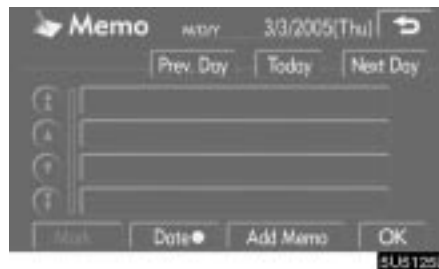 Memo M/D/Y 3/3/2005(Thu)
Prev. Day Today Next Day
Mark Date Add Memo OK
5U5125